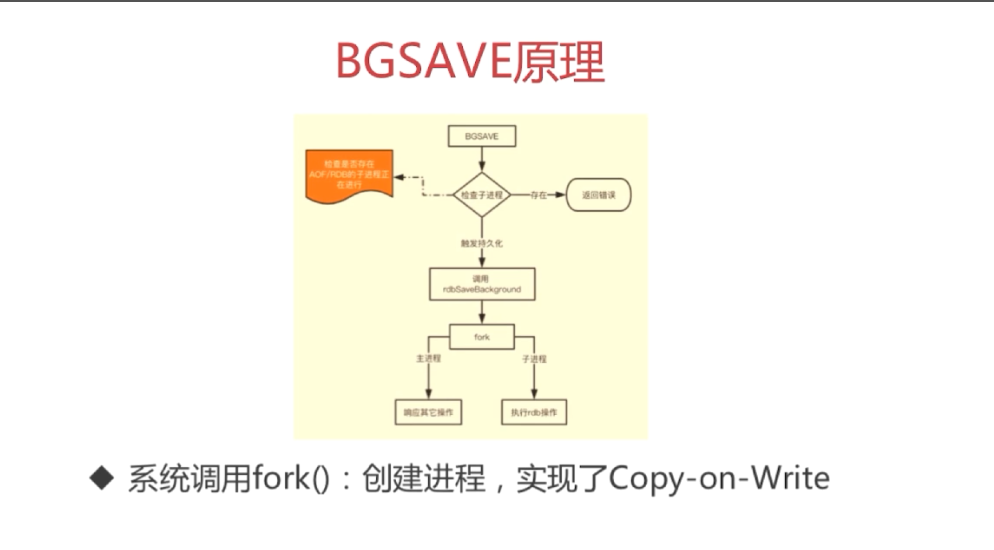 BGSAVE原理
BGSAVE
检查是否存在
AOF/RDB的子进程正
在进行
检查子进程
存在
返回错误
触发持久化
调用
rdbSaveBackground
fork
主进程
子进程
响应其它操作
执行rdb操作
◆ 系统调用fork()：创建进程，实现了Copy-on-Write